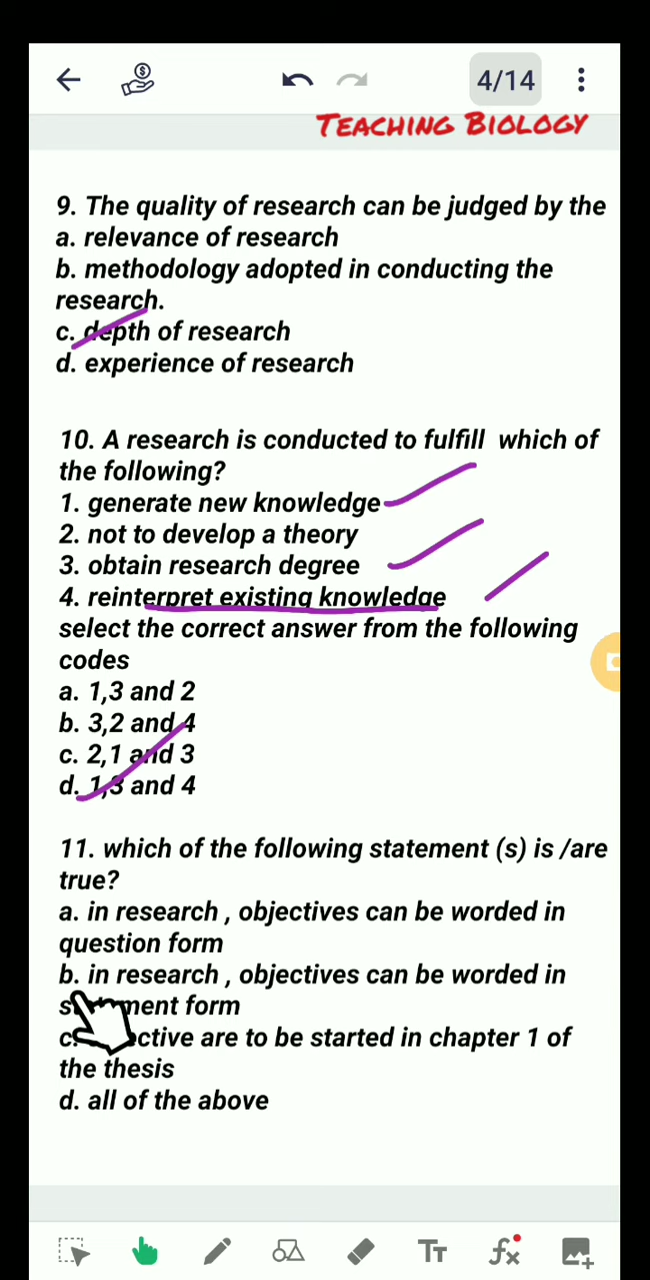 4/14
TEACHING BIOLOGY
9. The quality of research can be judged by the
a. relevance of research
b. methodology adopted in conducting the
research.
c. depth of research
d. experience of research
10. A research is conducted to fulfill which of
the following?
1. generate new knowledge
2. not to develop a theory
3. obtain research degree
4. reinterpret existing knowledge
select the correct answer from the following
codes
a. 1,3 and 2
b. 3,2 and 4
c. 2,1 and 3
d. 1,3 and 4
11. which of the following statement (s) is /are
true?
a. in research , objectives can be worded in
question form
b. in research , objectives can be worded in
form
are to be started in chapter 1 of
the thesis
d. all of the above
TT
fx